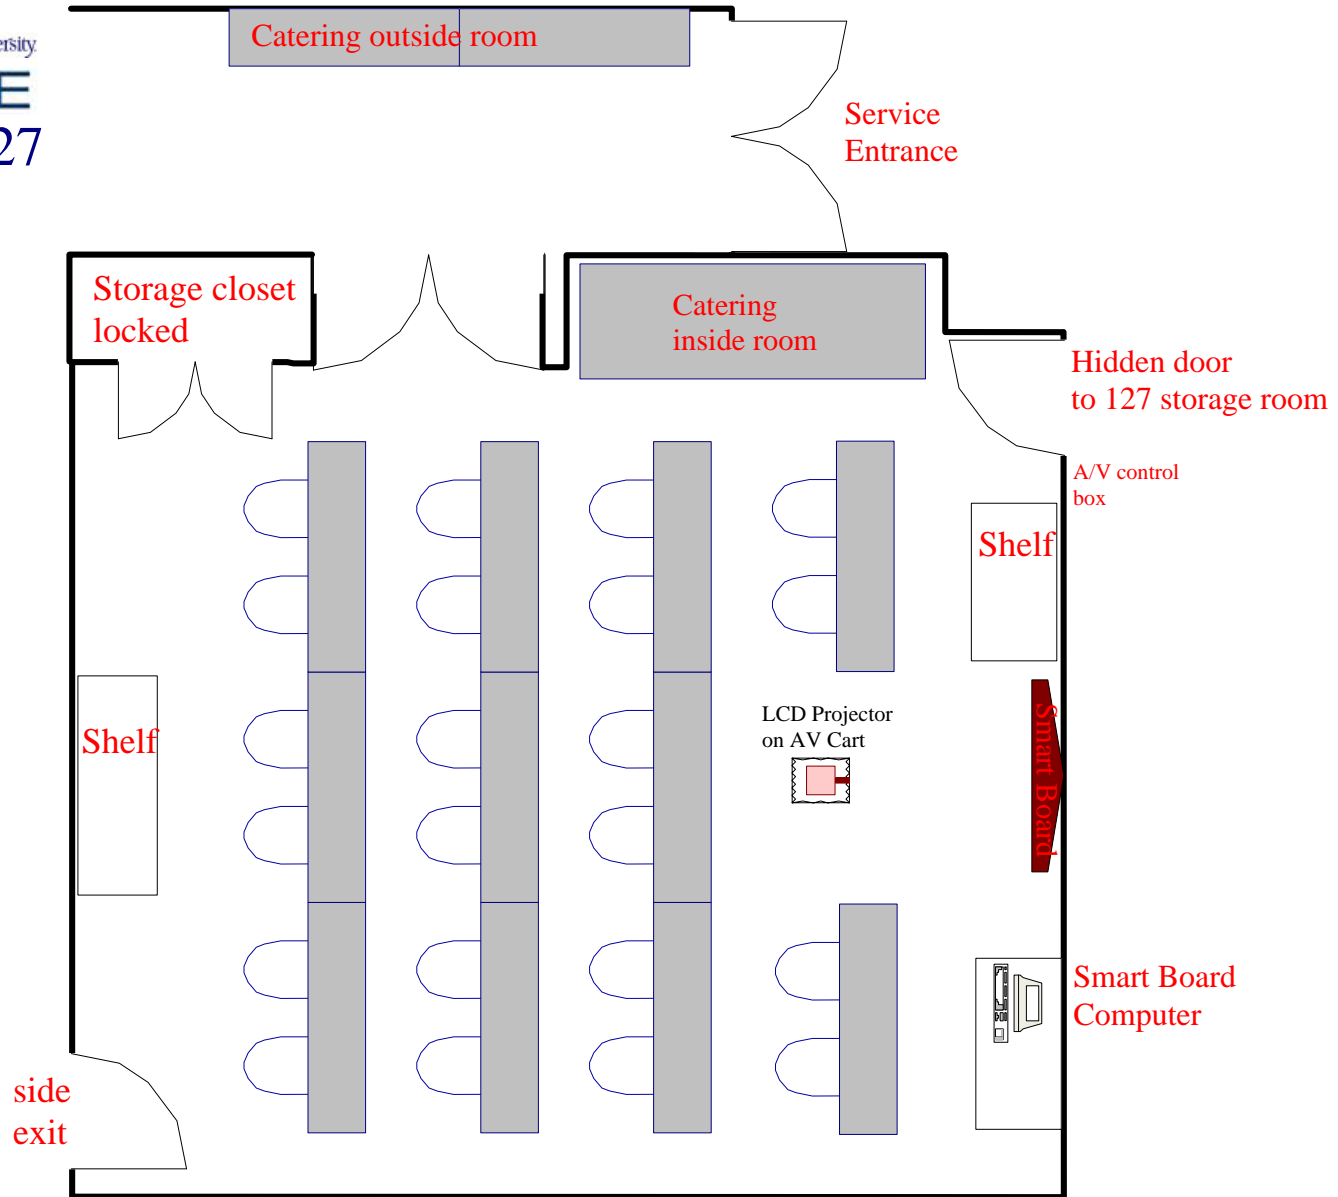 Catering outside room
ersity
E
27
Service
Entrance
Storage closet
locked
Catering
inside room
Hidden door
to 127 storage room
A/V control
box
Shelf
Shelf
LCD Projector
on AV Cart
Smart Board
Smart Board
Computer
side
exit